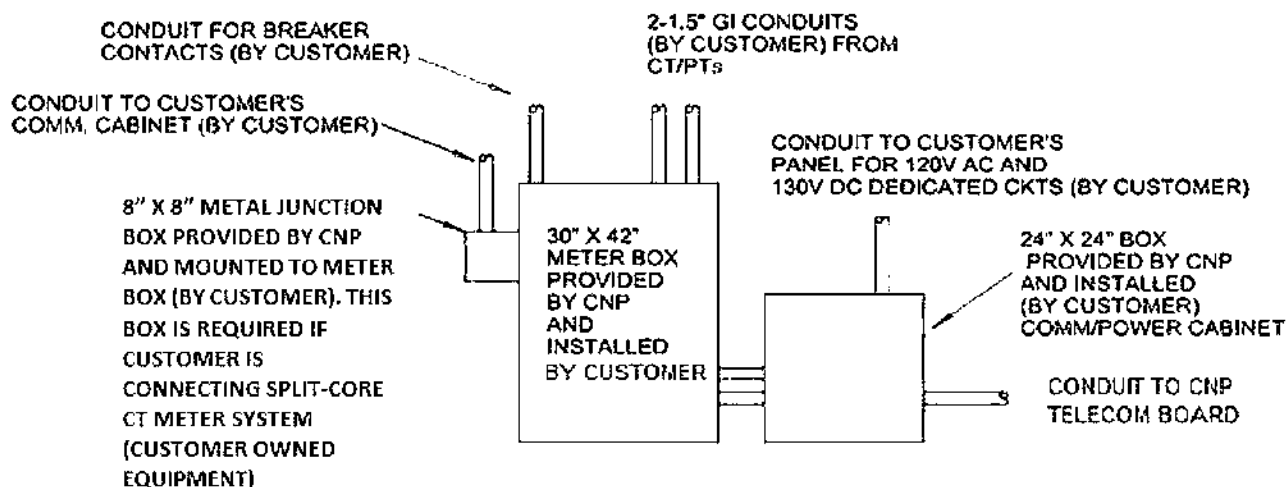 CONDUIT FOR BREAKER
CONTACTS (BY CUSTOMER)
2-1.5" GI CONDUITS
(BY CUSTOMER) FROM
CT/PTs
CONDUIT TO CUSTOMER'S
COMM. CABINET (BY CUSTOMER)
CONDUIT TO CUSTOMER'S
PANEL FOR 120V AC AND
130V DC DEDICATED CKTS (BY CUSTOMER)
8" X 8" METAL JUNCTION
BOX PROVIDED BY CNP
AND MOUNTED TO METER
BOX (BY CUSTOMER). THIS
BOX IS REQUIRED IF
CUSTOMER IS
CONNECTING SPLIT-CORE
CT METER SYSTEM
(CUSTOMER OWNED
EQUIPMENT)
30" X 42"
METER BOX
PROVIDED
BY CNP
AND
INSTALLED
BY CUSTOMER
24" X 24" BOX
PROVIDED BY CNP
AND INSTALLED
(BY CUSTOMER)
COMM/POWER CABINET
CONDUIT TO CNP
TELECOM BOARD